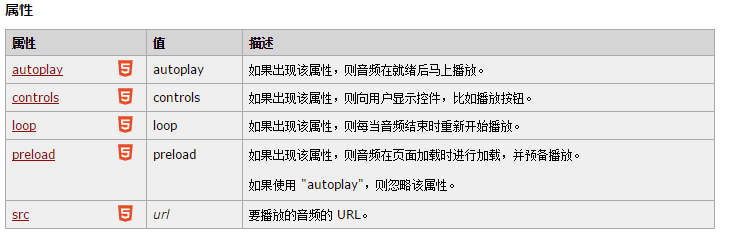 属性
属性 值 描述
autoplay autoplay 如果出现该属性，则音频在就绪后马上播放。
controls controls 如果出现该属性，则向用户显示控件，比如播放按钮。
loop loop 如果出现该属性，则每当音频结束时重新开始播放。
preload preload 如果出现该属性，则音频在页面加载时进行加载，并预备播放。
如果使用 "autoplay"，则忽略该属性。
src url 要播放的音频的 URL。